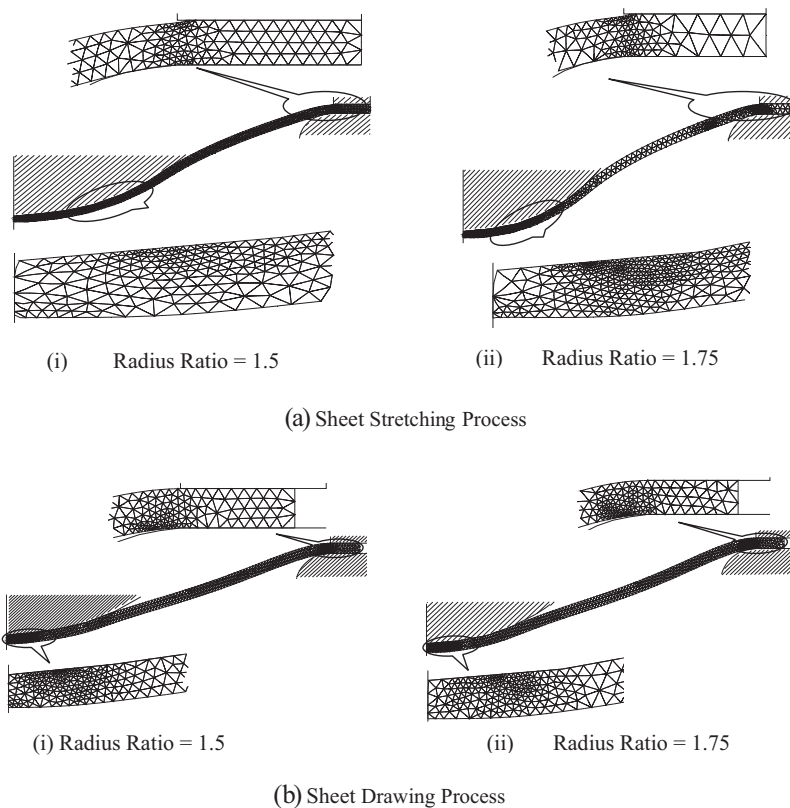 (i) Radius Ratio = 1.5
(ii) Radius Ratio = 1.75
(a) Sheet Stretching Process
(i) Radius Ratio = 1.5
(ii) Radius Ratio = 1.75
(b) Sheet Drawing Process